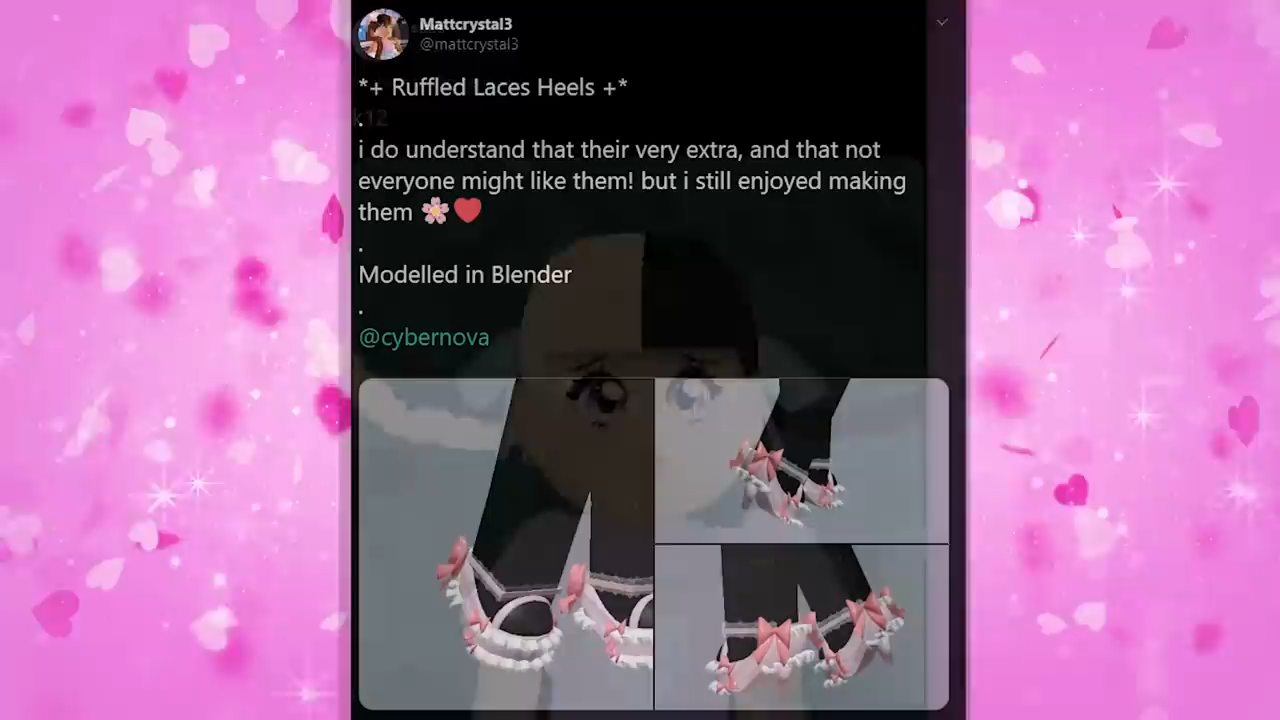 Mattcrystal3
@mattcrystal3
*+ Ruffled Laces Heels +*
.
i do understand that their very extra, and that not
everyone might like them! but i still enjoyed making
them 🌸❤️
.
Modelled in Blender
.
@cybernova